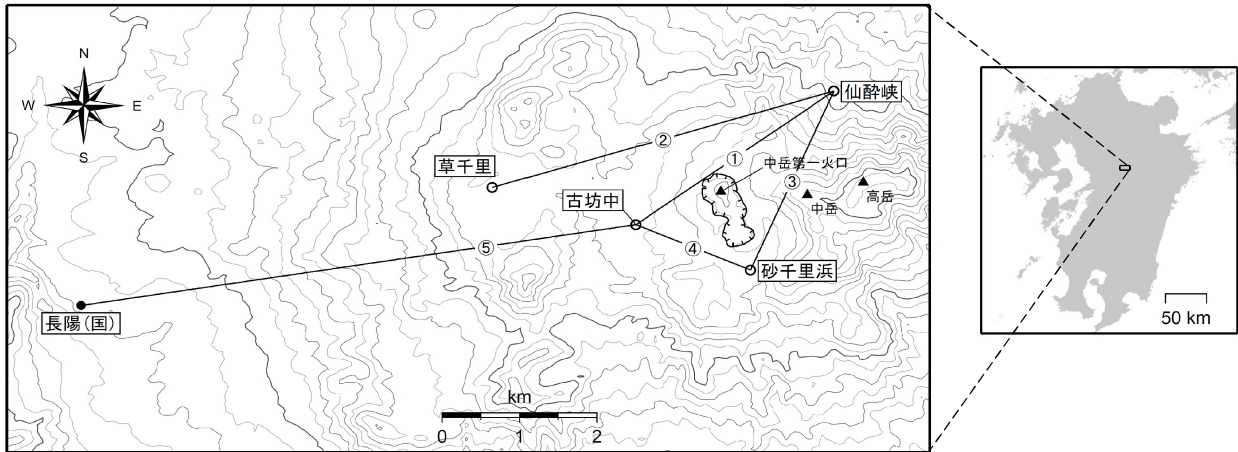 N
W
E
S
仙酔峡
②
草千里
①
中岳第一火口
③
高岳
中岳
古坊中
⑤
④
砂千里浜
長陽(国)
km
0
1
2
50 km